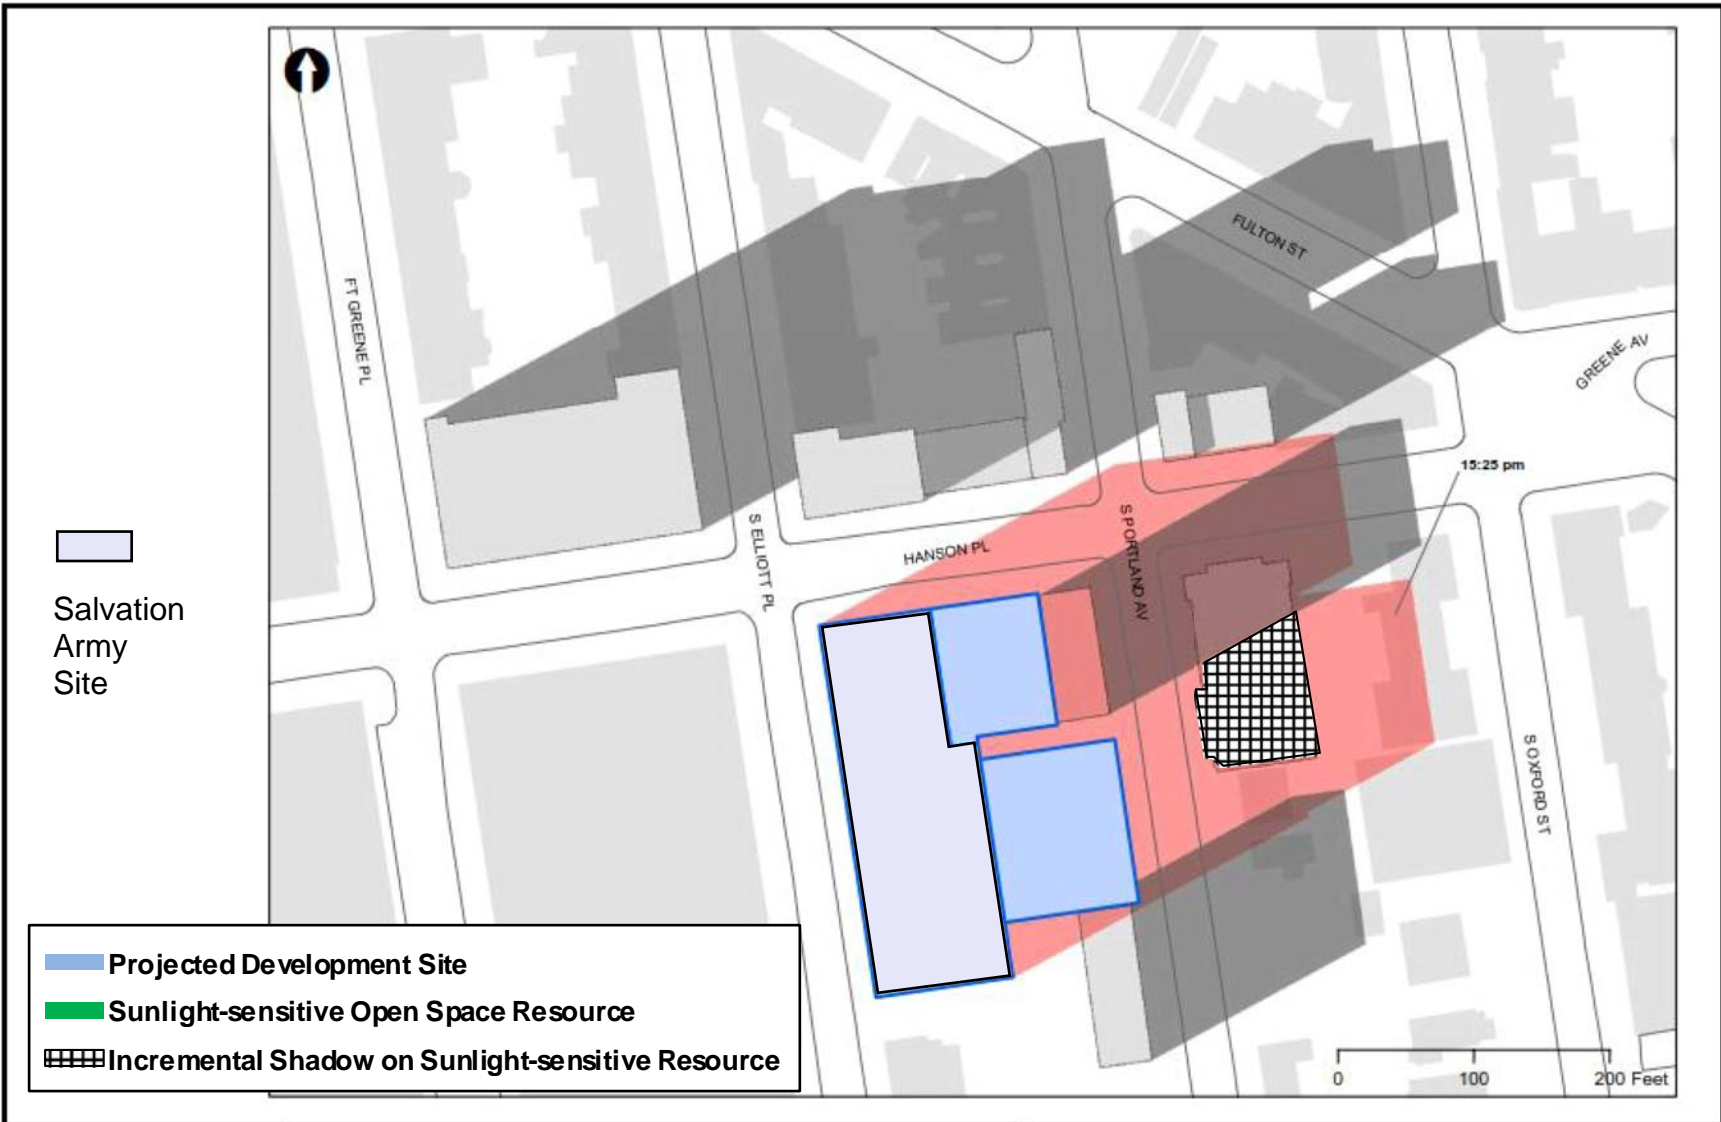 FULTON ST
FT GREENE PL
GREENE AV
15:25 pm
S ELLIOTT PL
S PORTLAND AV
HANSON PL
Salvation
Army
Site
S OXFORD ST
Projected Development Site
Sunlight-sensitive Open Space Resource
Incremental Shadow on Sunlight-sensitive Resource
0 100 200 Feet